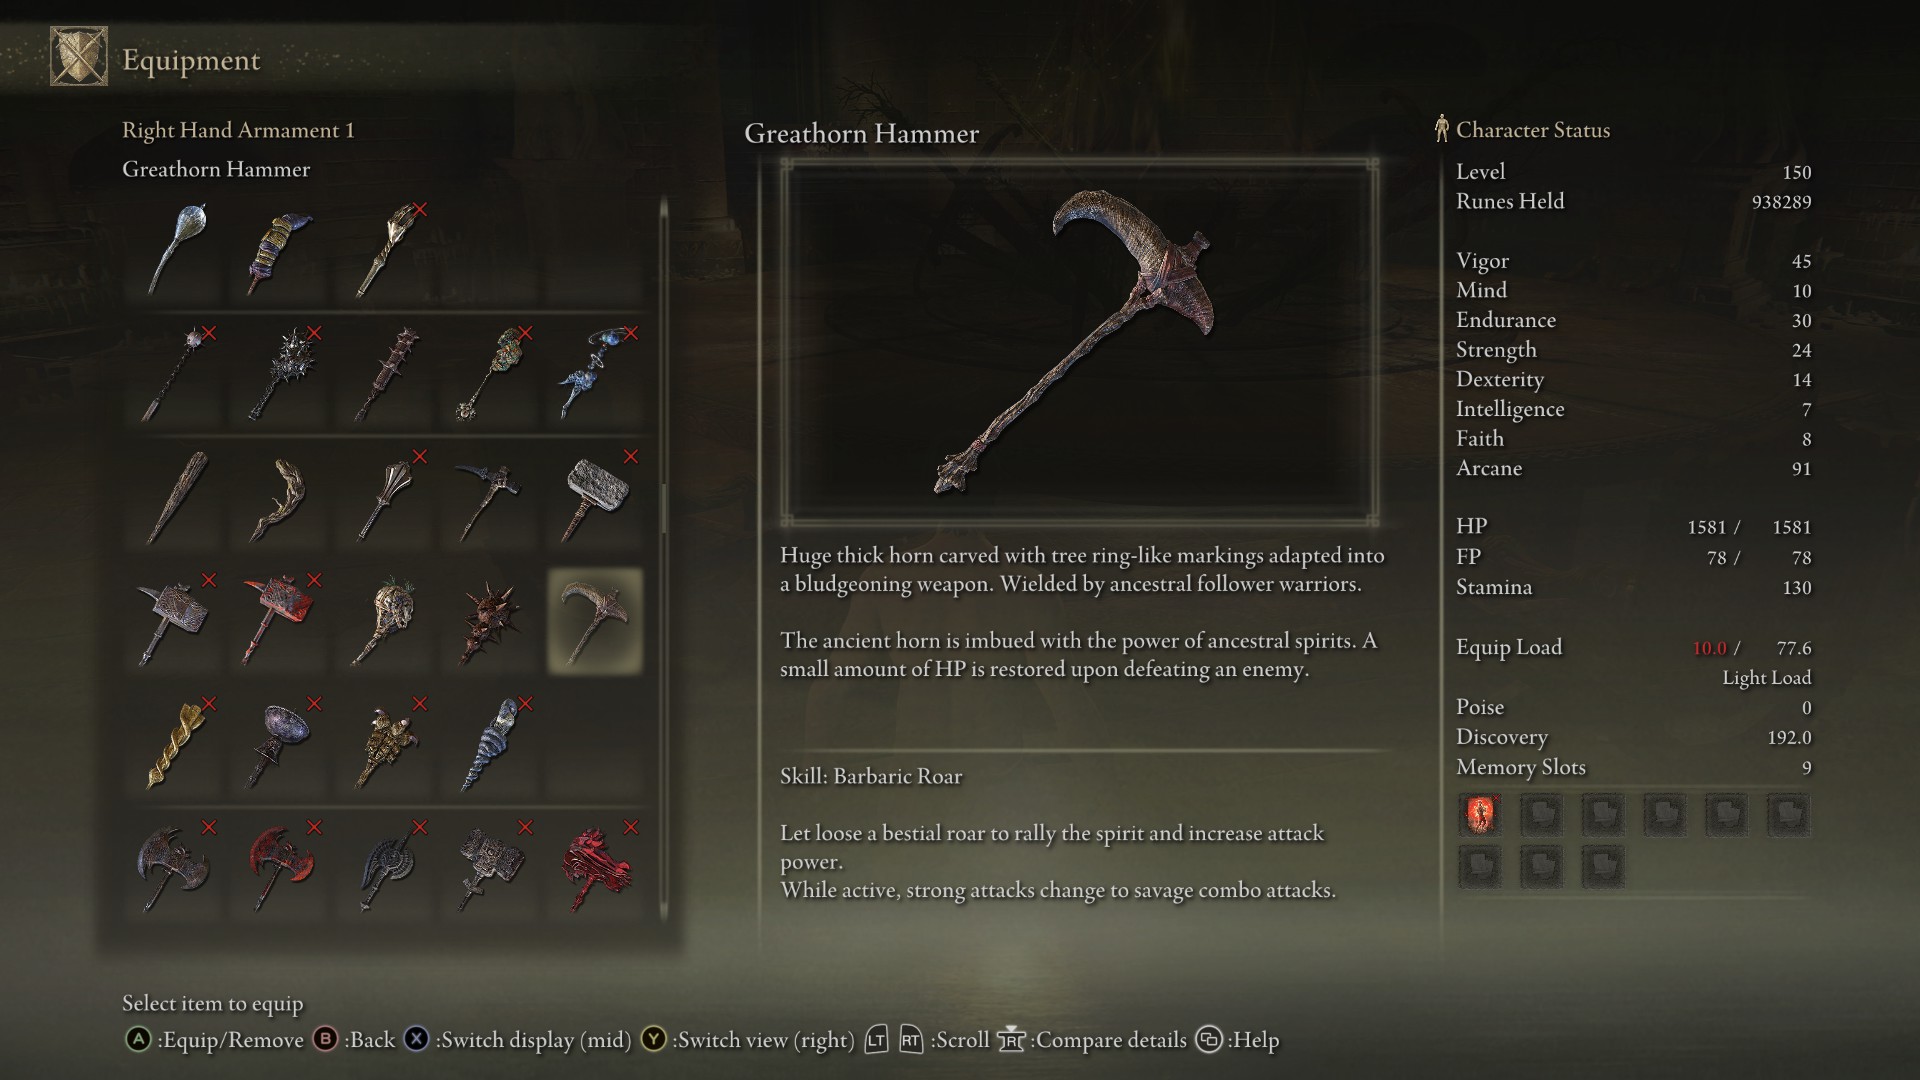 Equipment
Right Hand Armament 1
Greathorn Hammer
Greathorn Hammer
Huge thick horn carved with tree ring-like markings adapted into
a bludgeoning weapon. Wielded by ancestral follower warriors.
The ancient horn is imbued with the power of ancestral spirits. A
small amount of HP is restored upon defeating an enemy.
Skill: Barbaric Roar
Let loose a bestial roar to rally the spirit and increase attack
power.
While active, strong attacks change to savage combo attacks.
Character Status
Level 150
Runes Held 938289
Vigor 45
Mind 10
Endurance 30
Strength 24
Dexterity 14
Intelligence 7
Faith 8
Arcane 91
HP 1581 / 1581
FP 78 / 78
Stamina 130
Equip Load 10.0 / 77.6
Light Load
Poise 0
Discovery 192.0
Memory Slots 9
Select item to equip
A :Equip/Remove B :Back X :Switch display (mid) Y :Switch view (right) LT RT :Scroll R :Compare details :Help